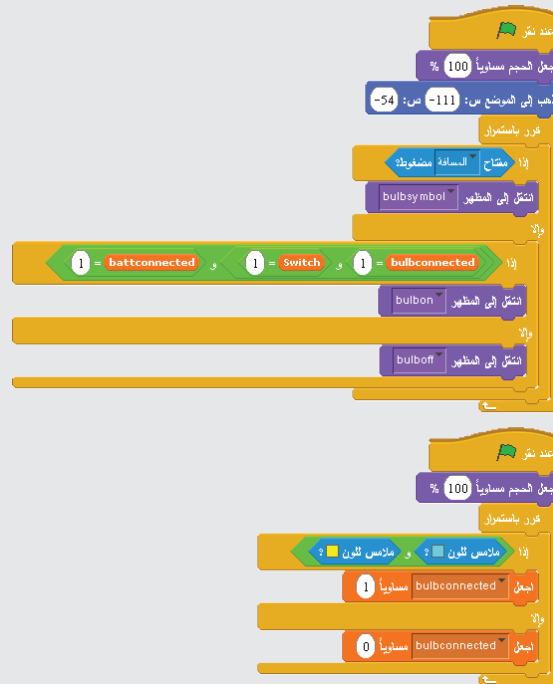 عند نقر
جعل الحجم مساوياً 100 %
ذهب إلى الموضع س: -111 ص: -54
كرر باستمرار
إذا مفتاح المسافة مضغوط؟
انتقل إلى المظهر bulbsymbol
وإلا
إذا bulbconnected = 1 و Switch = 1 و battconnected = 1
انتقل إلى المظهر bulbon
وإلا
انتقل إلى المظهر bulboff
عند نقر
جعل الحجم مساوياً 100 %
كرر باستمرار
إذا ملامس للون ؟ و ملامس للون ؟
اجعل bulbconnected مساوياً 1
وإلا
اجعل bulbconnected مساوياً 0